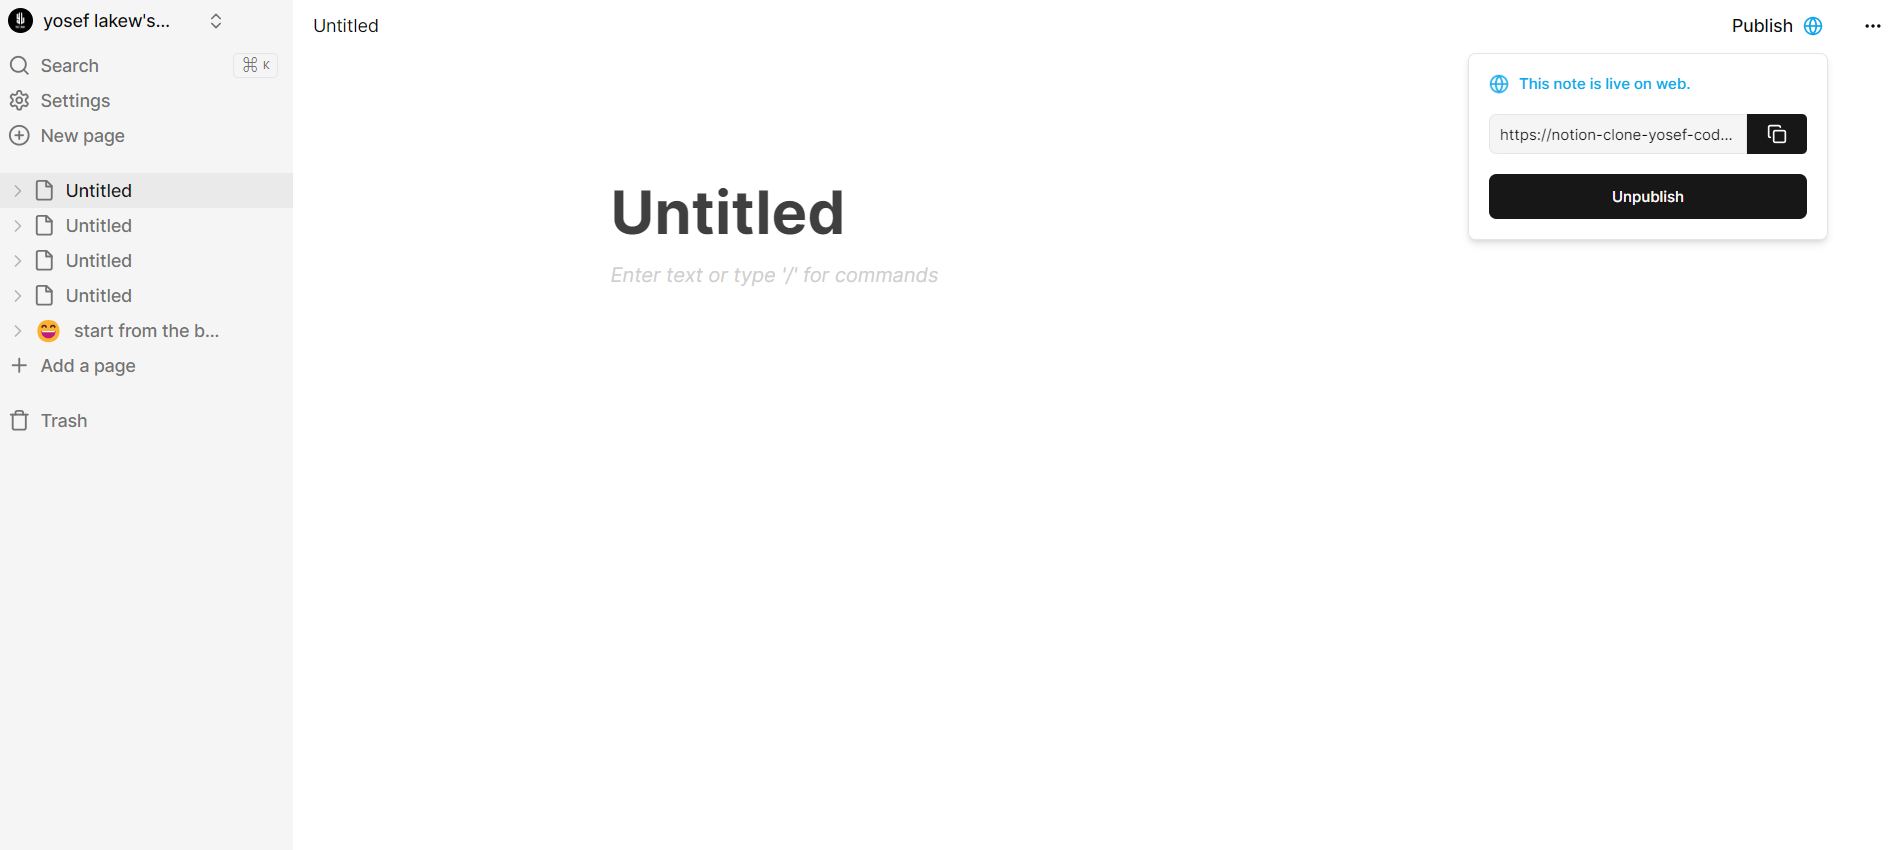 yosef lakew's...
Search
⌘ K
Settings
New page
Untitled
Untitled
Untitled
Untitled
start from the b...
Add a page
Trash
Untitled
Publish
This note is live on web.
https://notion-clone-yosef-cod...
Unpublish
Untitled
Enter text or type '/' for commands